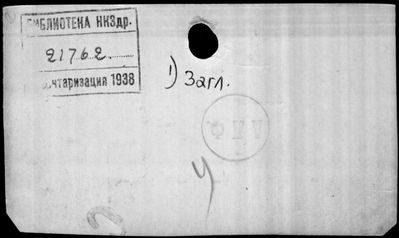 БИБЛИОТЕКА НКЗдр.
21762
нтаризация 1938
1) Загл.